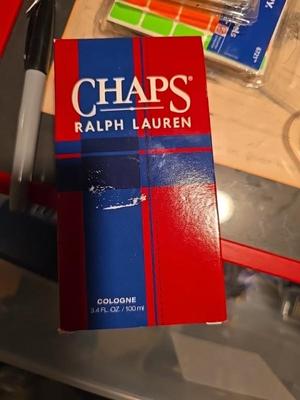 CHAPS®
RALPH LAUREN
COLOGNE
3.4 FL. OZ. / 100 ml